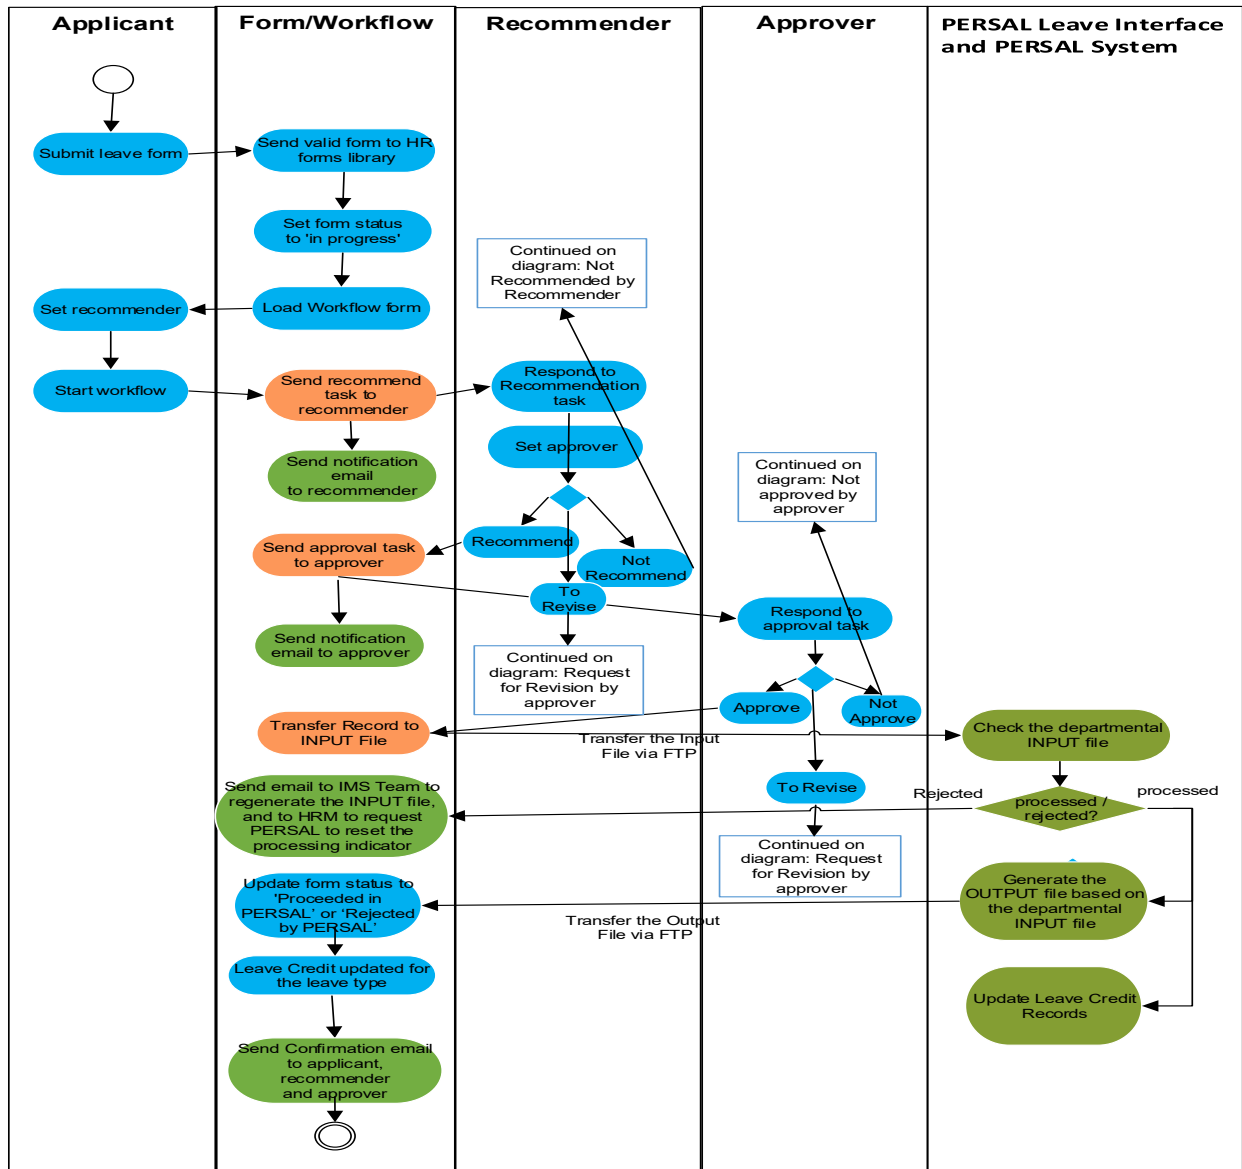 Applicant
Form/Workflow
Recommender
Approver
PERSAL Leave Interface
and PERSAL System
Submit leave form
Send valid form to HR
forms library
Set form status
to 'in progress'
Load Workflow form
Set recommender
Start workflow
Send recommend
task to
recommender
Send notification
email
to recommender
Continued on
diagram: Not
Recommended by
Recommender
Respond to
Recommendation
task
Set approver
Recommend
Not
Recommend
To
Revise
Continued on
diagram: Request
for Revision by
approver
Send approval task
to approver
Send notification
email to approver
Continued on
diagram: Not
approved by
approver
Respond to
approval task
Approve
Not
Approve
To Revise
Continued on
diagram: Request
for Revision by
approver
Transfer Record to
INPUT File
Transfer the Input
File via FTP
Check the departmental
INPUT file
processed /
rejected?
Rejected
processed
Send email to IMS Team to
regenerate the INPUT file,
and to HRM to request
PERSAL to reset the
processing indicator
Generate the
OUTPUT file based on
the departmental
INPUT file
Transfer the Output
File via FTP
Update form status to
‘Proceeded in
PERSAL’ or ‘Rejected
by PERSAL’
Leave Credit updated for
the leave type
Update Leave Credit
Records
Send Confirmation email
to applicant,
recommender
and approver